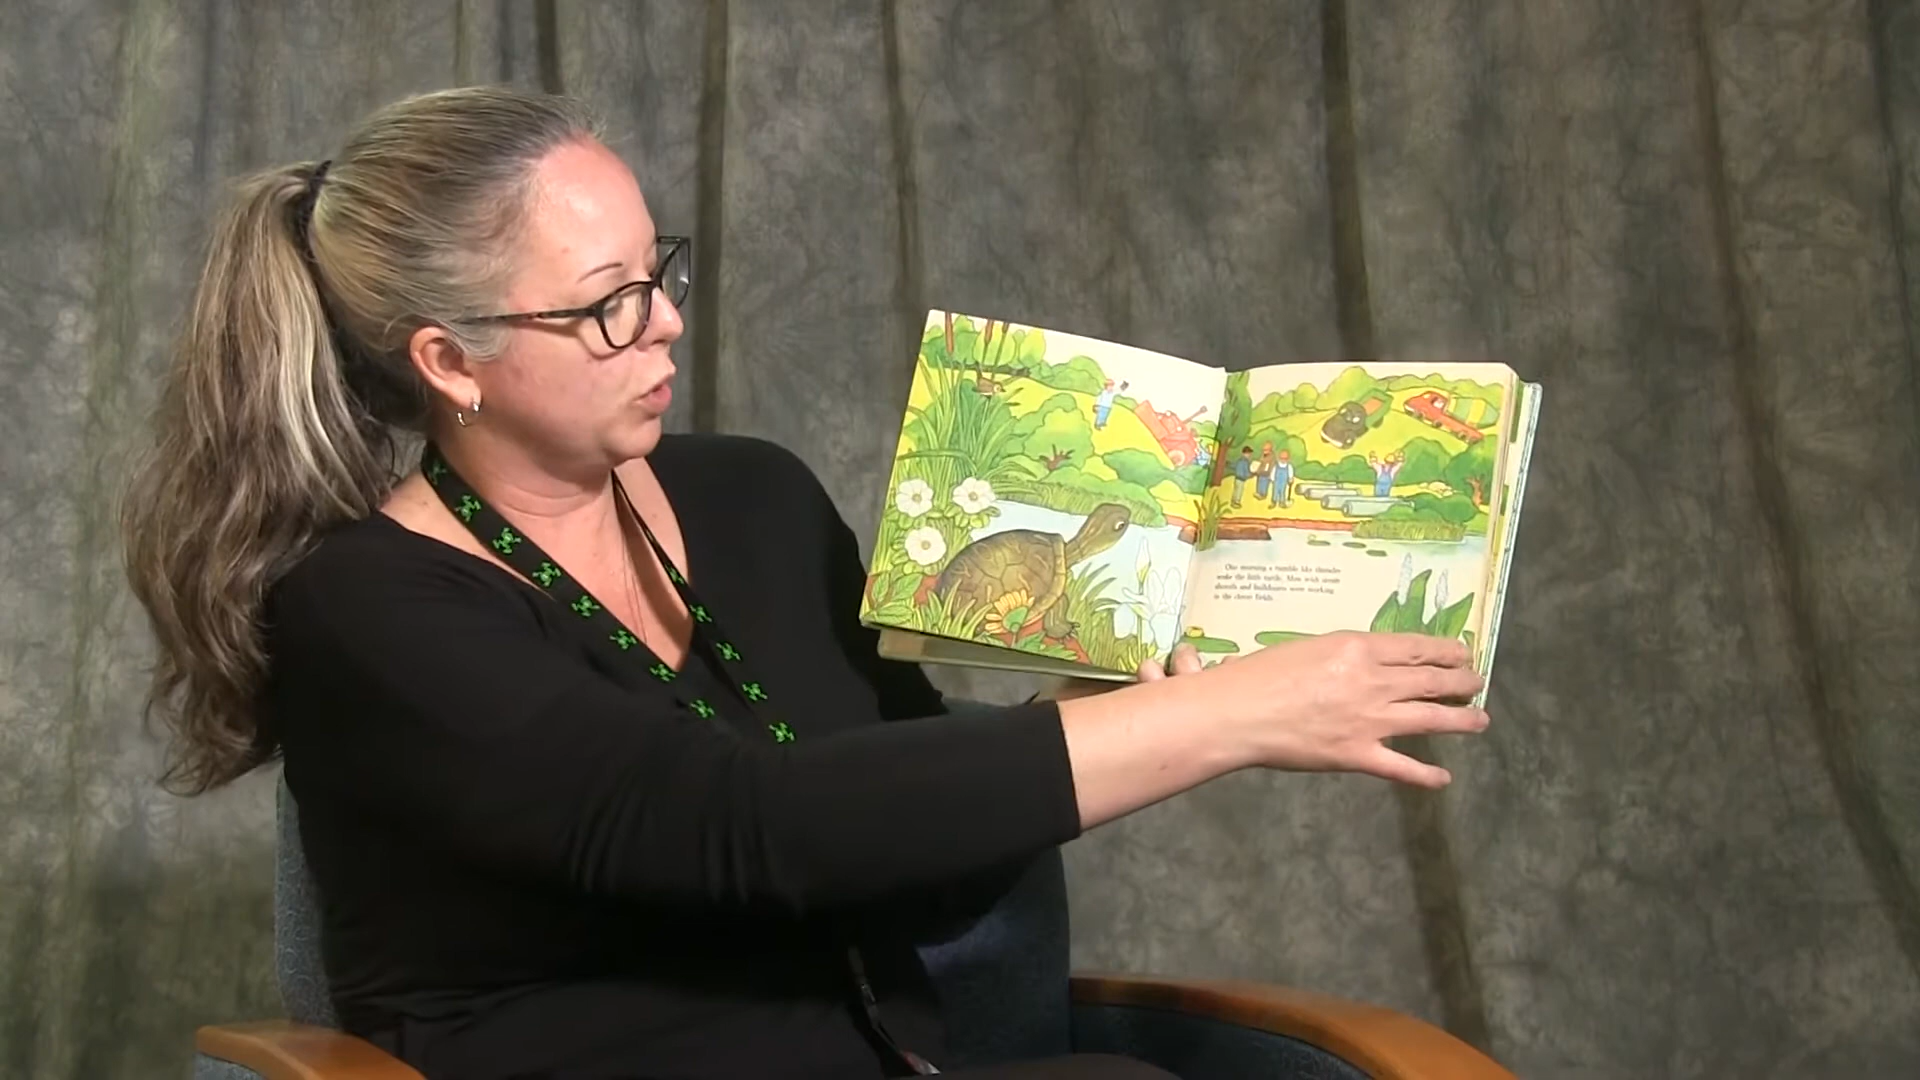 One morning a rumble like thunder
woke the little turtle. Men with steam
shovels and bulldozers were working
in the clover fields.